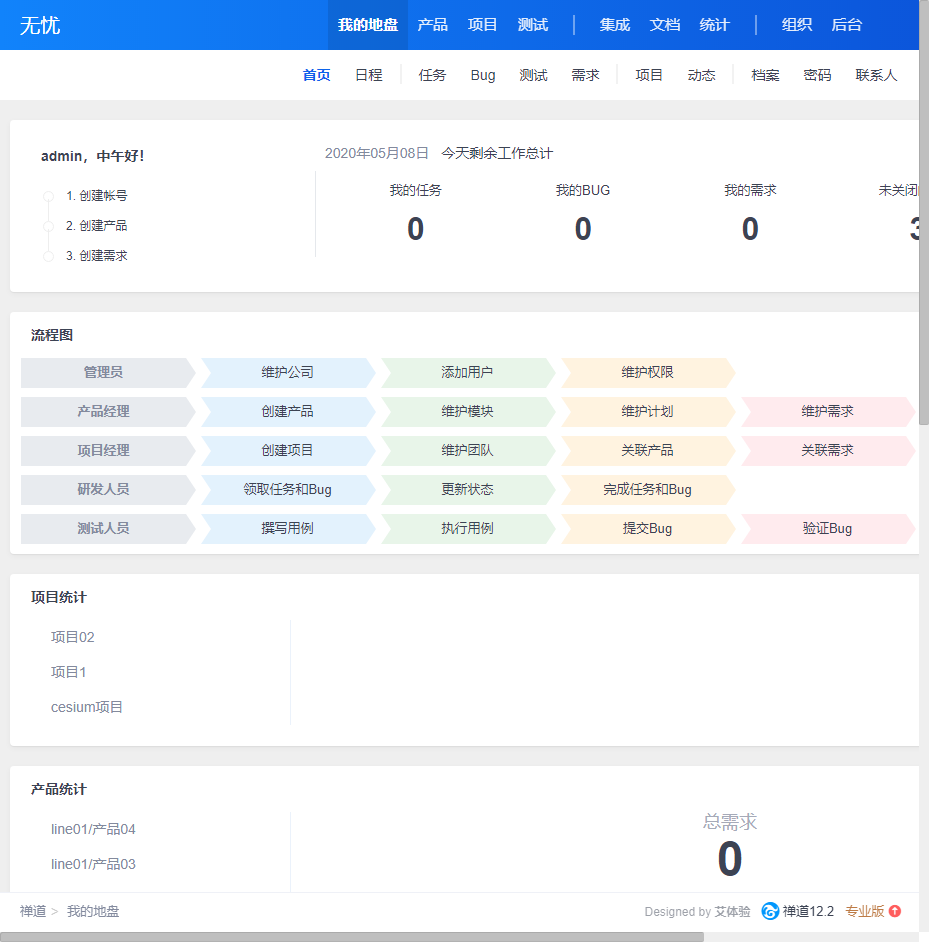 无忧 我的地盘 产品 项目 测试 集成 文档 统计 组织 后台
首页 日程 任务 Bug 测试 需求 项目 动态 档案 密码 联系人
admin，中午好！
1. 创建帐号
2. 创建产品
3. 创建需求
2020年05月08日 今天剩余工作总计
我的任务 我的BUG 我的需求 未关闭
0 0 0 3
流程图
管理员 维护公司 添加用户 维护权限
产品经理 创建产品 维护模块 维护计划 维护需求
项目经理 创建项目 维护团队 关联产品 关联需求
研发人员 领取任务和Bug 更新状态 完成任务和Bug
测试人员 撰写用例 执行用例 提交Bug 验证Bug
项目统计
项目02
项目1
cesium项目
产品统计
line01/产品04
line01/产品03
总需求
0
禅道 > 我的地盘 Designed by 艾体验 禅道12.2 专业版